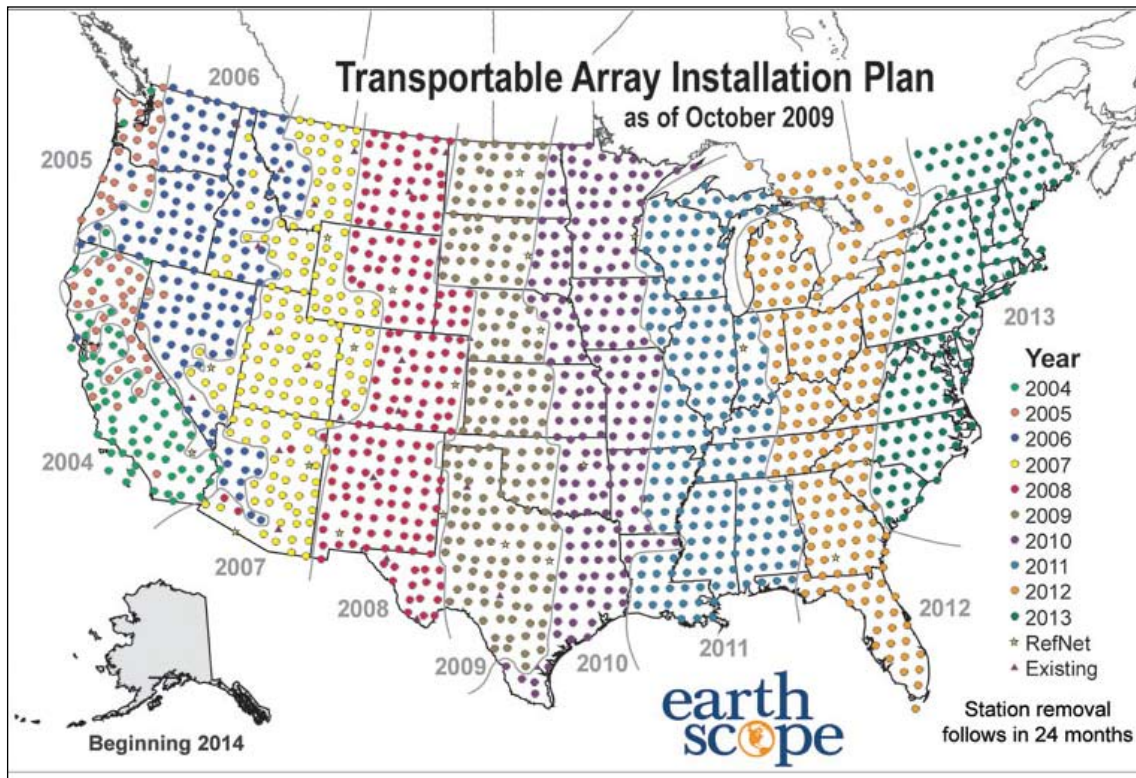 Transportable Array Installation Plan
as of October 2009
2006
2005
2004
2007
2008
2009
2010
2011
2012
2013
Year
2004
2005
2006
2007
2008
2009
2010
2011
2012
2013
RefNet
Existing
Station removal
follows in 24 months
earth
scope
Beginning 2014